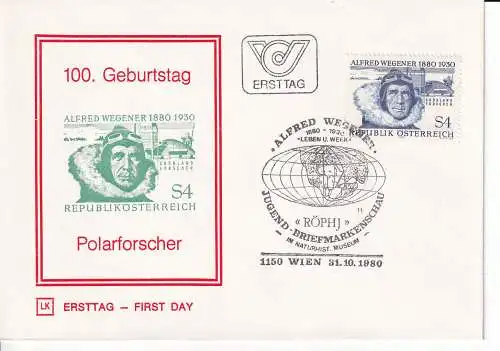 100. Geburtstag
ALFRED WEGENER 1880 1930
GRÖNLAND
FORSCHER
S4
REPUBLIK ÖSTERREICH
Polarforscher
LK ERSTTAG – FIRST DAY
ERSTTAG
ALFRED WEGENER 1880 1930
S4
REPUBLIK ÖSTERREICH
• ALFRED WEGENER •
1880 • 1930
»LEBEN U. WERK«
« RÖPHJ »
JUGEND-BRIEFMARKENSCHAU
– IM NATURHIST. MUSEUM –
1150 WIEN 31.10.1980